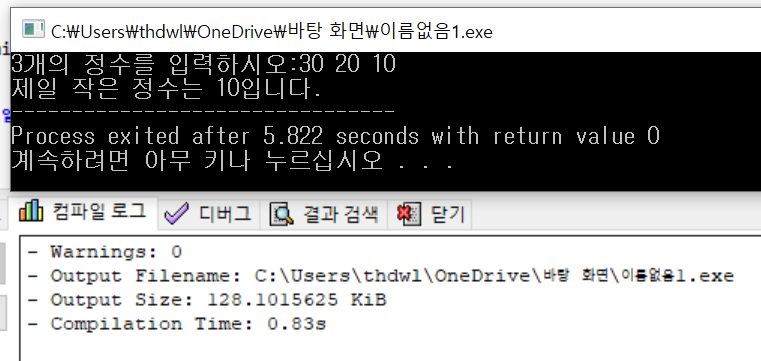 C:\Users\thdwl\OneDrive\바탕 화면\이름없음1.exe
3개의 정수를 입력하시오:30 20 10
제일 작은 정수는 10입니다.
--------------------------------
Process exited after 5.822 seconds with return value 0
계속하려면 아무 키나 누르십시오 . . .
컴파일 로그 디버그 결과 검색 닫기
- Warnings: 0
- Output Filename: C:\Users\thdwl\OneDrive\바탕 화면\이름없음1.exe
- Output Size: 128.1015625 KiB
- Compilation Time: 0.83s